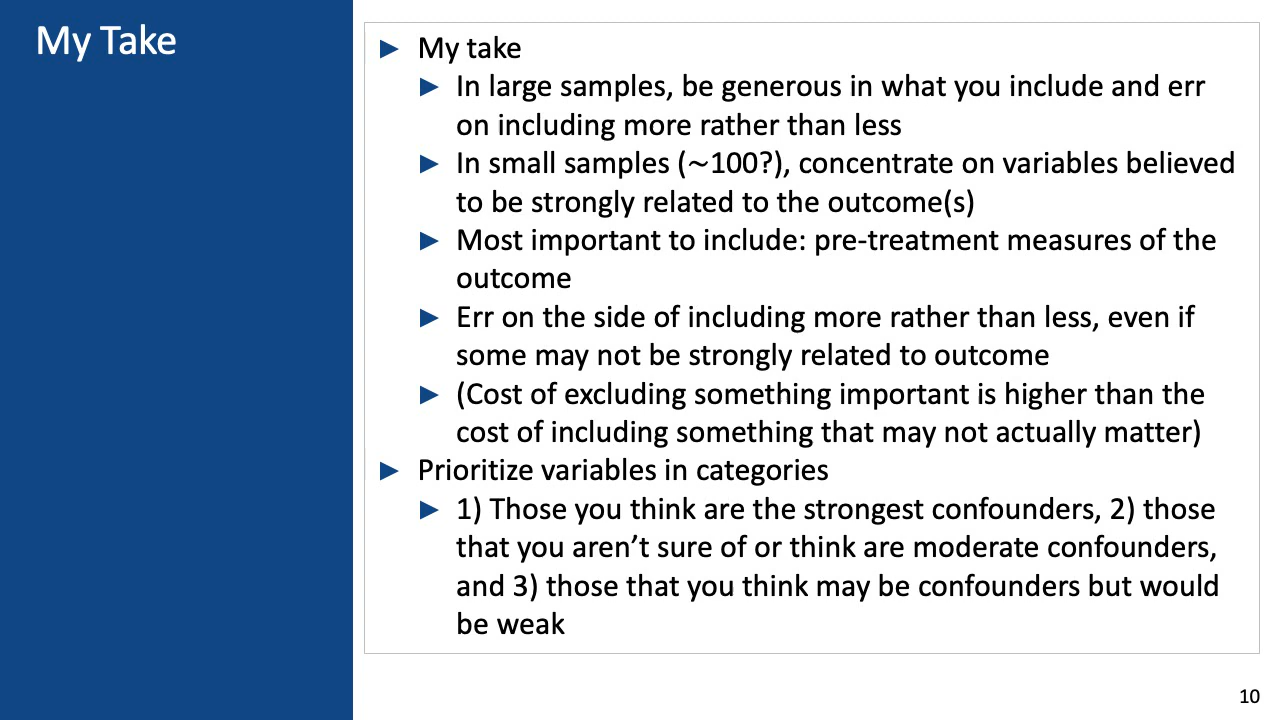 My Take
► My take
► In large samples, be generous in what you include and err
on including more rather than less
► In small samples (~100?), concentrate on variables believed
to be strongly related to the outcome(s)
► Most important to include: pre-treatment measures of the
outcome
► Err on the side of including more rather than less, even if
some may not be strongly related to outcome
► (Cost of excluding something important is higher than the
cost of including something that may not actually matter)
► Prioritize variables in categories
► 1) Those you think are the strongest confounders, 2) those
that you aren’t sure of or think are moderate confounders,
and 3) those that you think may be confounders but would
be weak
10